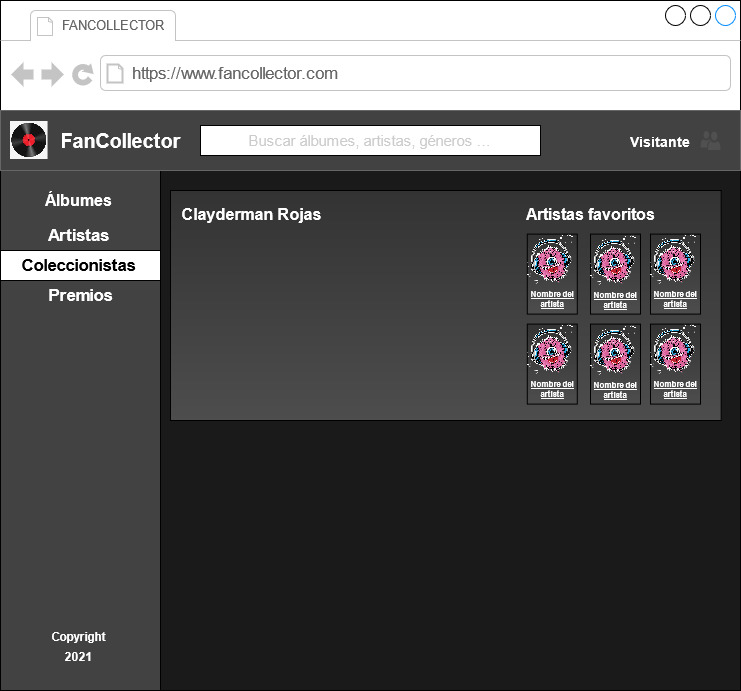 FANCOLLECTOR
https://www.fancollector.com
FanCollector
Buscar álbumes, artistas, géneros ...
Visitante
Álbumes
Artistas
Coleccionistas
Premios
Clayderman Rojas
Artistas favoritos
Nombre del
artista
Nombre del
artista
Nombre del
artista
Nombre del
artista
Nombre del
artista
Nombre del
artista
Copyright
2021